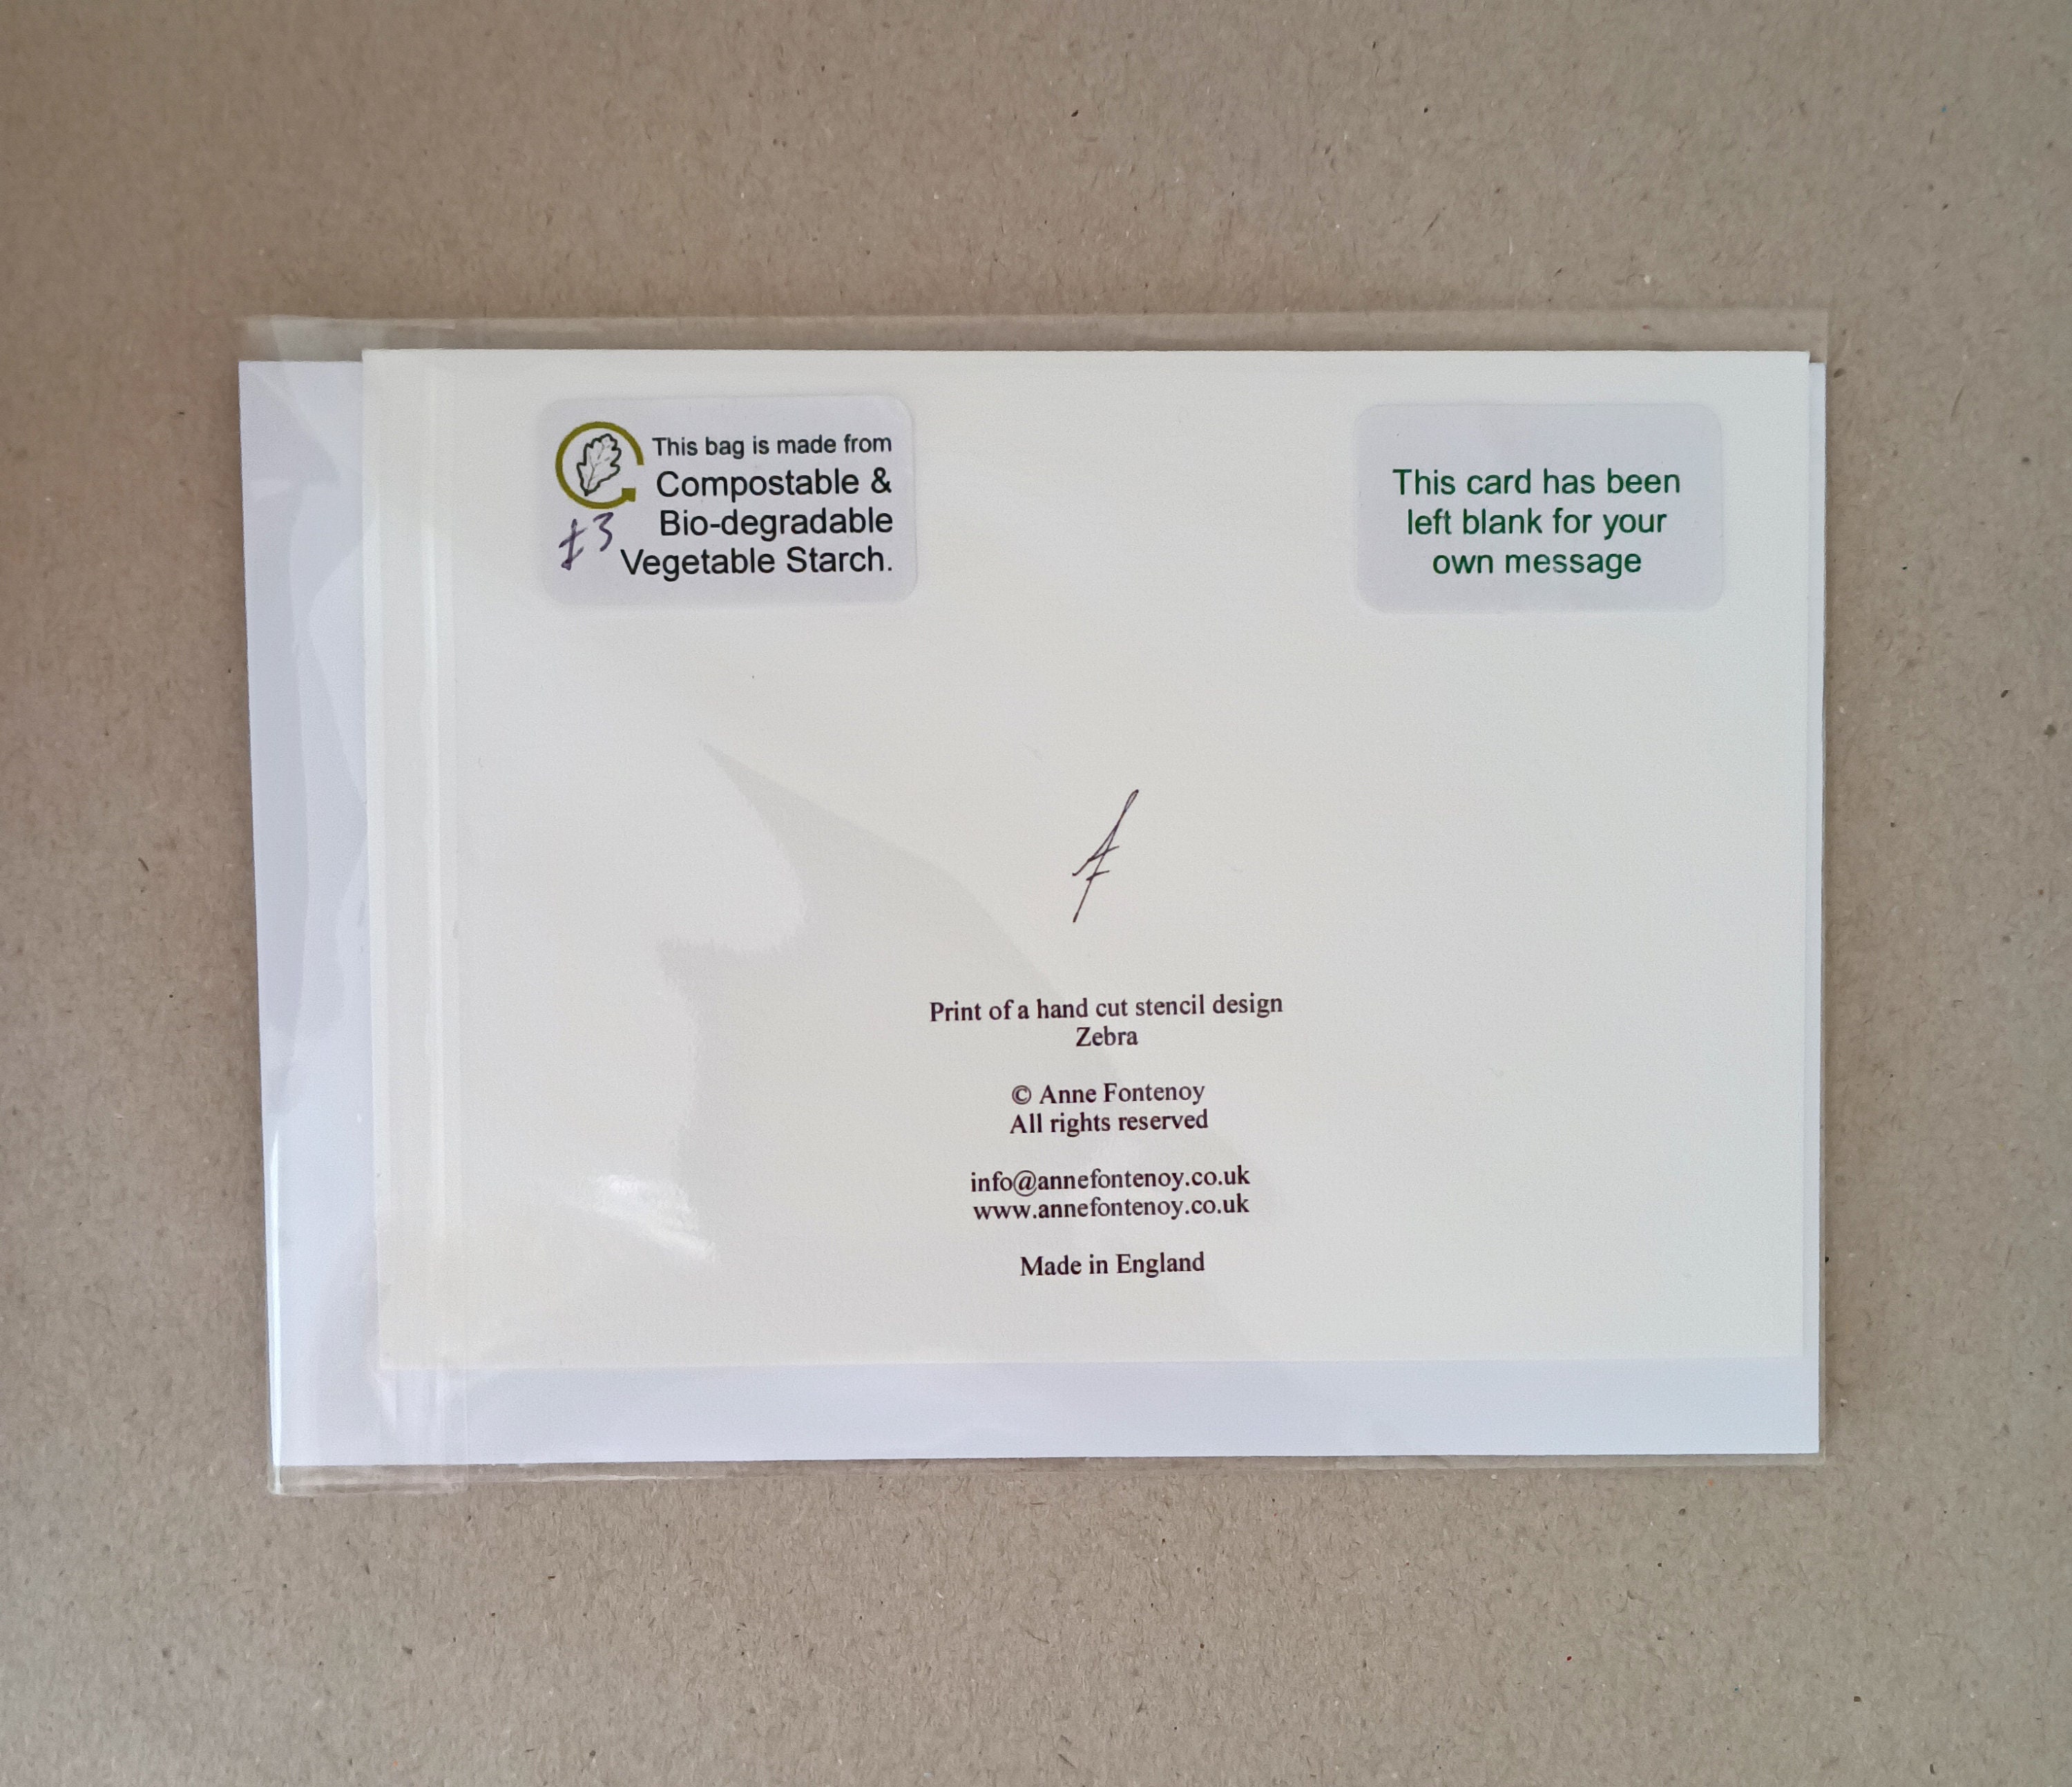 This bag is made from
Compostable &
Bio-degradable
£3
Vegetable Starch.
This card has been
left blank for your
own message
AF
Print of a hand cut stencil design
Zebra
© Anne Fontenoy
All rights reserved
info@annefontenoy.co.uk
www.annefontenoy.co.uk
Made in England